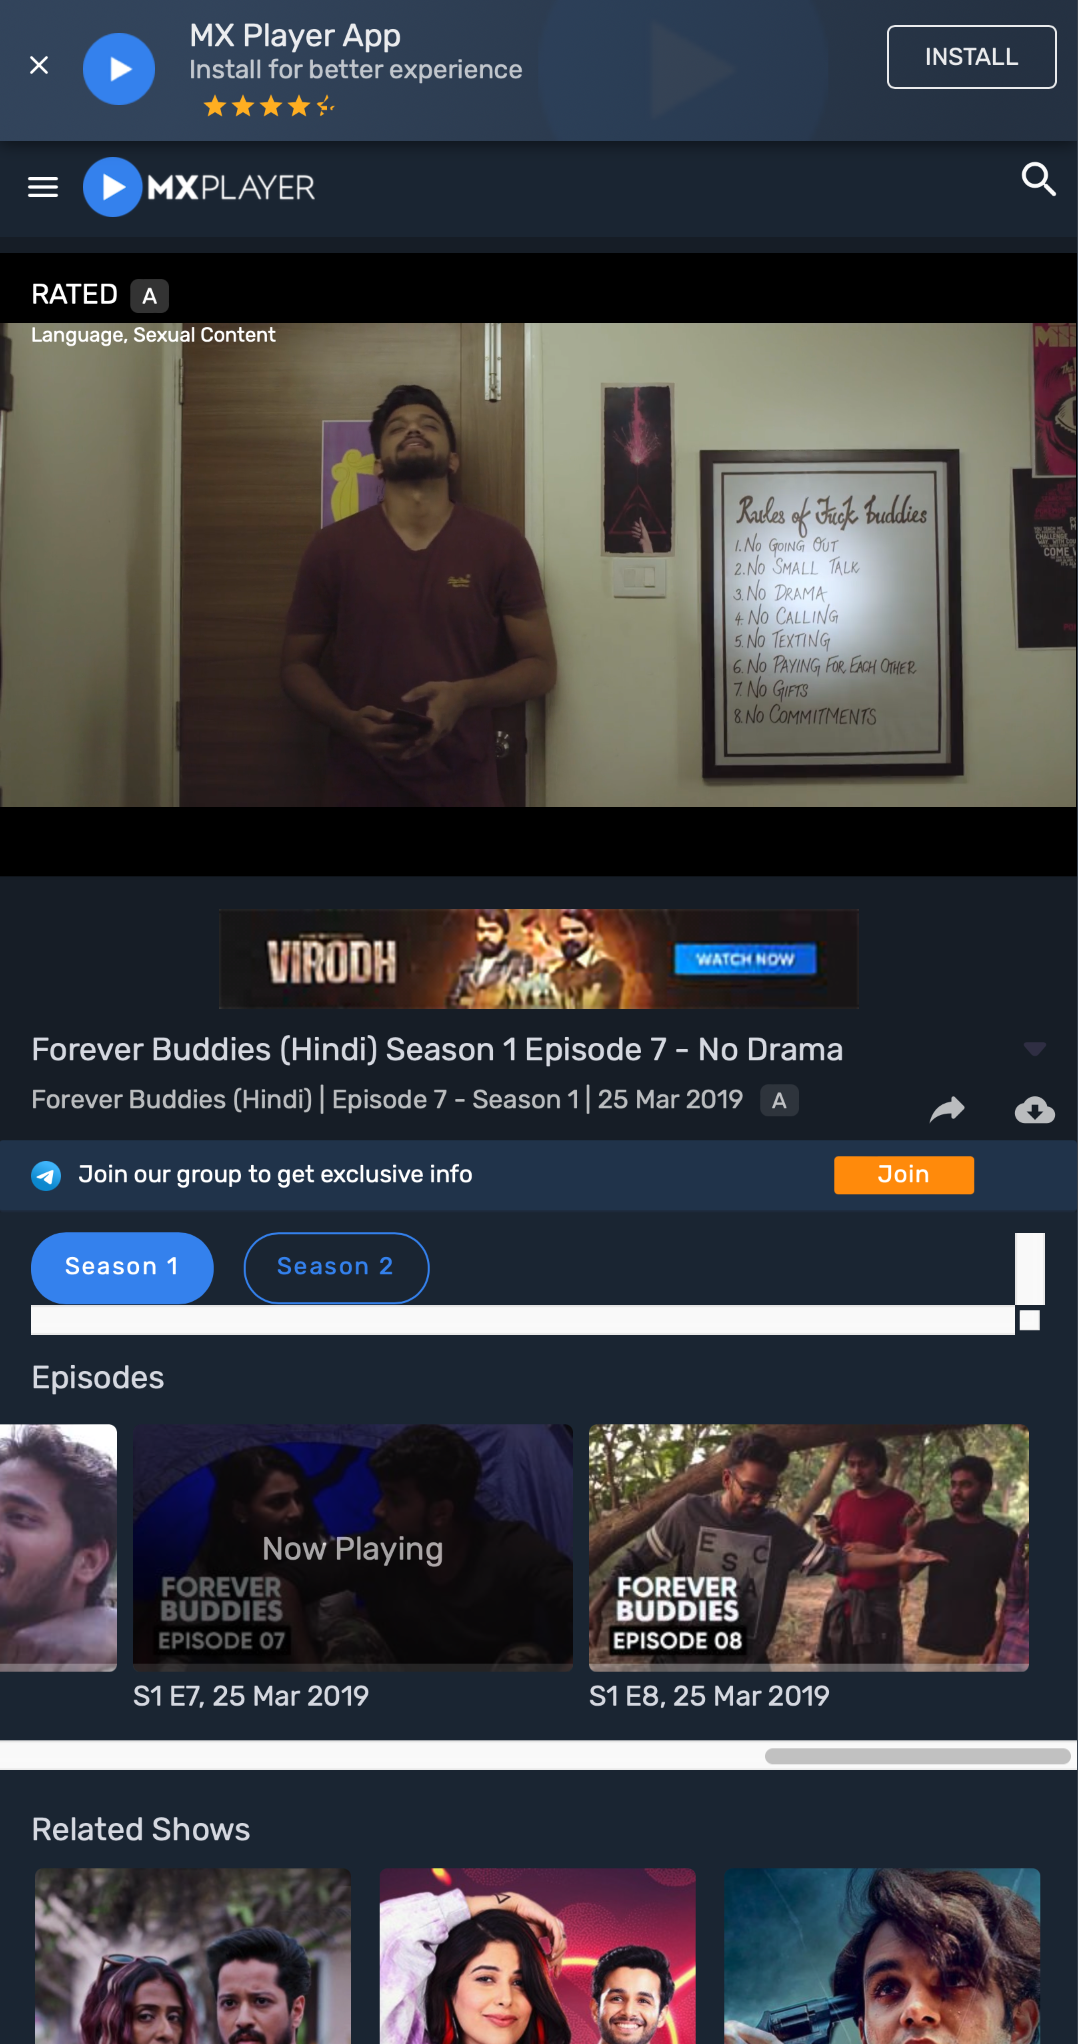 MX Player App
Install for better experience
INSTALL
MXPLAYER
RATED A
Language, Sexual Content
Rules of Fuck buddies
1. No GOING OUT
2. No SMALL TALK
3. No DRAMA
4. No CALLING
5. No TEXTING
6. No PAYING FOR EACH OTHER
7. No GIFTS
8. No COMMITMENTS
VIRODH
WATCH NOW
Forever Buddies (Hindi) Season 1 Episode 7 - No Drama
Forever Buddies (Hindi) | Episode 7 - Season 1 | 25 Mar 2019 A
Join our group to get exclusive info
Join
Season 1
Season 2
Episodes
Now Playing
FOREVER
BUDDIES
EPISODE 07
ESC
FOREVER
BUDDIES
EPISODE 08
S1 E7, 25 Mar 2019
S1 E8, 25 Mar 2019
Related Shows